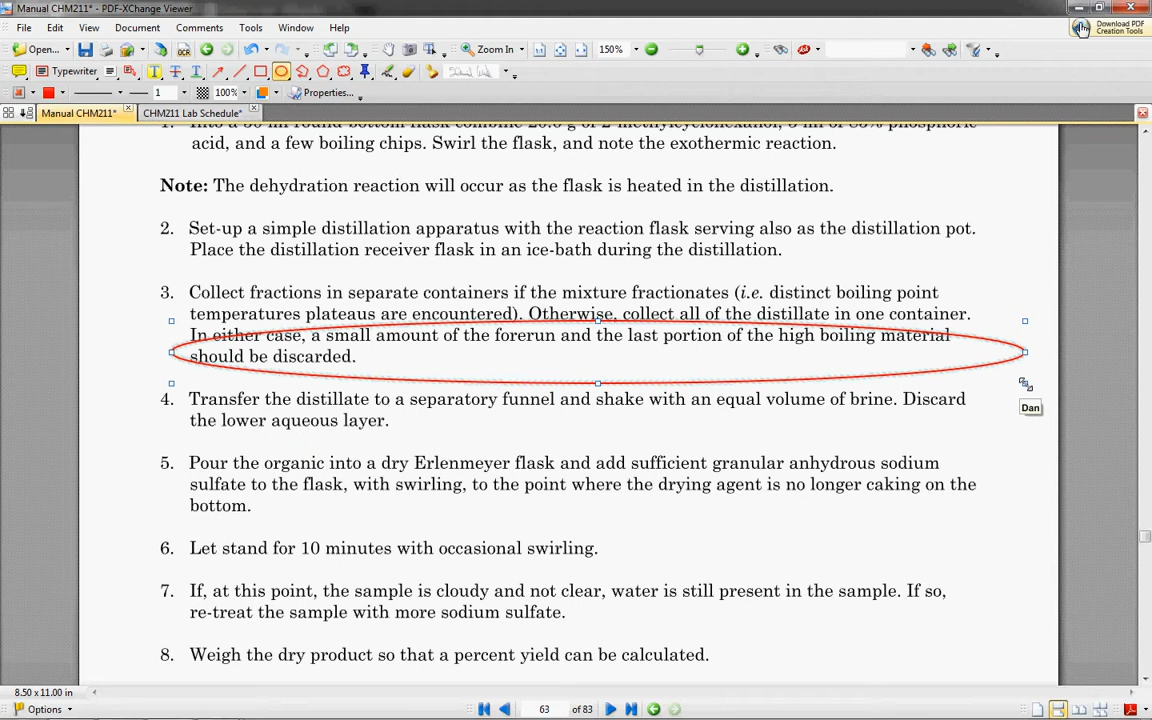 Manual CHM211* - PDF-XChange Viewer
File Edit View Document Comments Tools Window Help
Download PDF
Creation Tools
Open... OCR Zoom In 150%
Typewriter
1 100% Properties...
Manual CHM211* CHM211 Lab Schedule*
acid, and a few boiling chips. Swirl the flask, and note the exothermic reaction.
Note: The dehydration reaction will occur as the flask is heated in the distillation.
2. Set-up a simple distillation apparatus with the reaction flask serving also as the distillation pot.
Place the distillation receiver flask in an ice-bath during the distillation.
3. Collect fractions in separate containers if the mixture fractionates (i.e. distinct boiling point
temperatures plateaus are encountered). Otherwise, collect all of the distillate in one container.
In either case, a small amount of the forerun and the last portion of the high boiling material
should be discarded.
Dan
4. Transfer the distillate to a separatory funnel and shake with an equal volume of brine. Discard
the lower aqueous layer.
5. Pour the organic into a dry Erlenmeyer flask and add sufficient granular anhydrous sodium
sulfate to the flask, with swirling, to the point where the drying agent is no longer caking on the
bottom.
6. Let stand for 10 minutes with occasional swirling.
7. If, at this point, the sample is cloudy and not clear, water is still present in the sample. If so,
re-treat the sample with more sodium sulfate.
8. Weigh the dry product so that a percent yield can be calculated.
8.50 x 11.00 in
Options 63 of 83